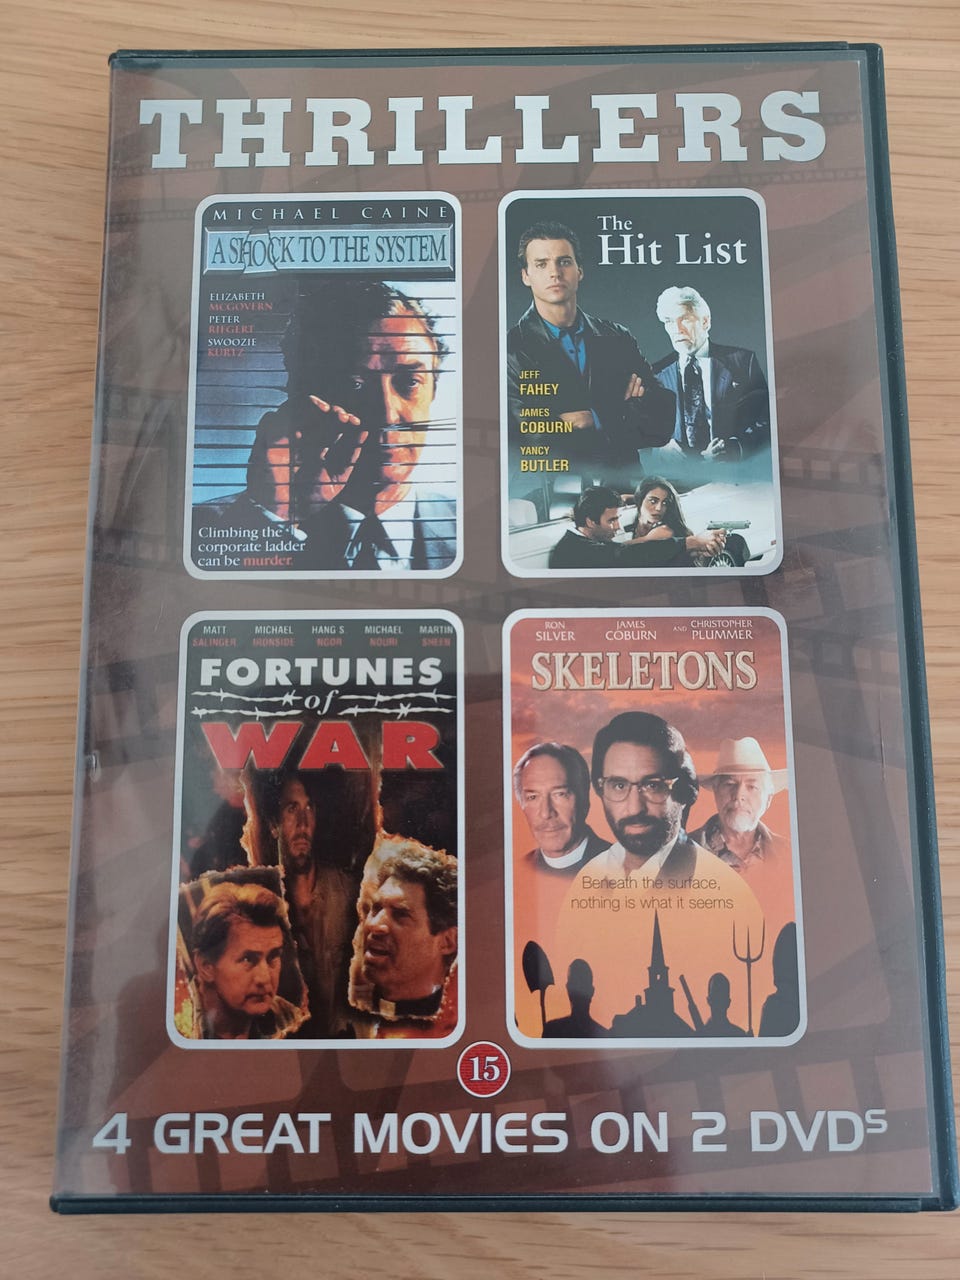 THRILLERS
MICHAEL CAINE
A SHOCK TO THE SYSTEM
ELIZABETH
MCGOVERN
PETER
RIEGERT
SWOOZIE
KURTZ
Climbing the
corporate ladder
can be murder.
The
Hit List
JEFF
FAHEY
JAMES
COBURN
YANCY
BUTLER
MATT MICHAEL HANG S MICHAEL MARTIN
SALINGER IRONSIDE NGOR NOURI SHEEN
FORTUNES
of
WAR
RON JAMES AND CHRISTOPHER
SILVER COBURN PLUMMER
SKELETONS
Beneath the surface,
nothing is what it seems
15
4 GREAT MOVIES ON 2 DVDs